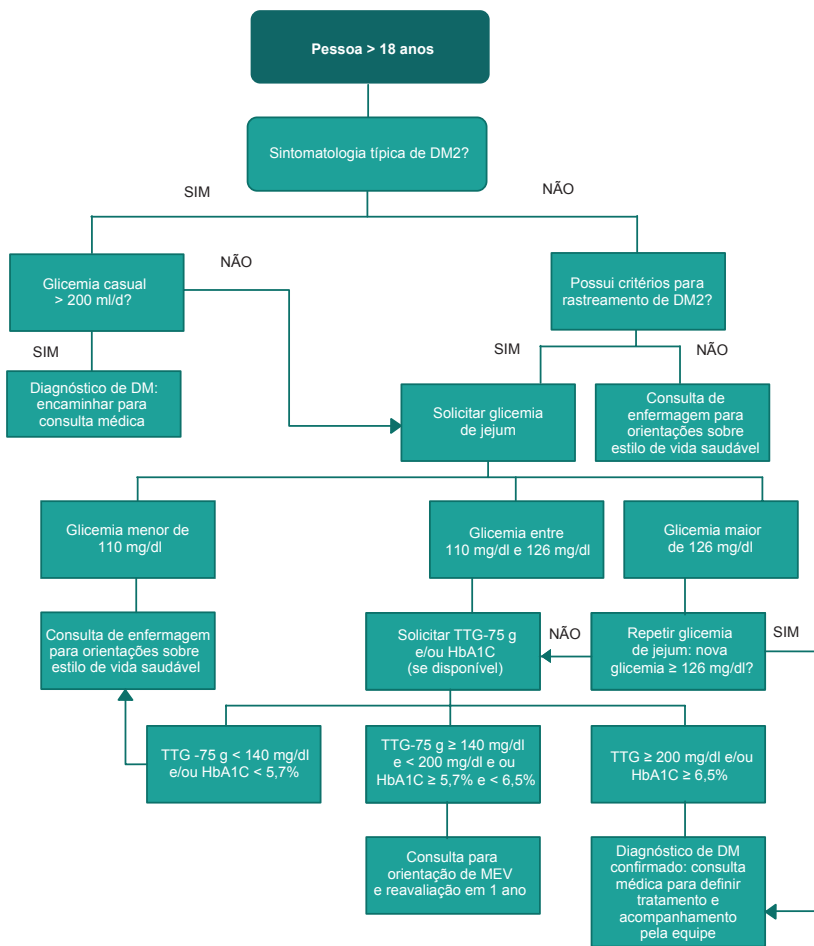 Pessoa > 18 anos
Sintomatologia típica de DM2?
SIM
NÃO
Glicemia casual
> 200 ml/d?
NÃO
Possui critérios para
rastreamento de DM2?
SIM
SIM
NÃO
Diagnóstico de DM:
encaminhar para
consulta médica
Solicitar glicemia
de jejum
Consulta de
enfermagem para
orientações sobre
estilo de vida saudável
Glicemia menor de
110 mg/dl
Glicemia entre
110 mg/dl e 126 mg/dl
Glicemia maior
de 126 mg/dl
Consulta de enfermagem
para orientações sobre
estilo de vida saudável
Solicitar TTG-75 g
e/ou HbA1C
(se disponível)
NÃO
Repetir glicemia
de jejum: nova
glicemia ≥ 126 mg/dl?
SIM
TTG -75 g < 140 mg/dl
e/ou HbA1C < 5,7%
TTG-75 g ≥ 140 mg/dl
e < 200 mg/dl e ou
HbA1C ≥ 5,7% e < 6,5%
TTG ≥ 200 mg/dl e/ou
HbA1C ≥ 6,5%
Consulta para
orientação de MEV
e reavaliação em 1 ano
Diagnóstico de DM
confirmado: consulta
médica para definir
tratamento e
acompanhamento
pela equipe